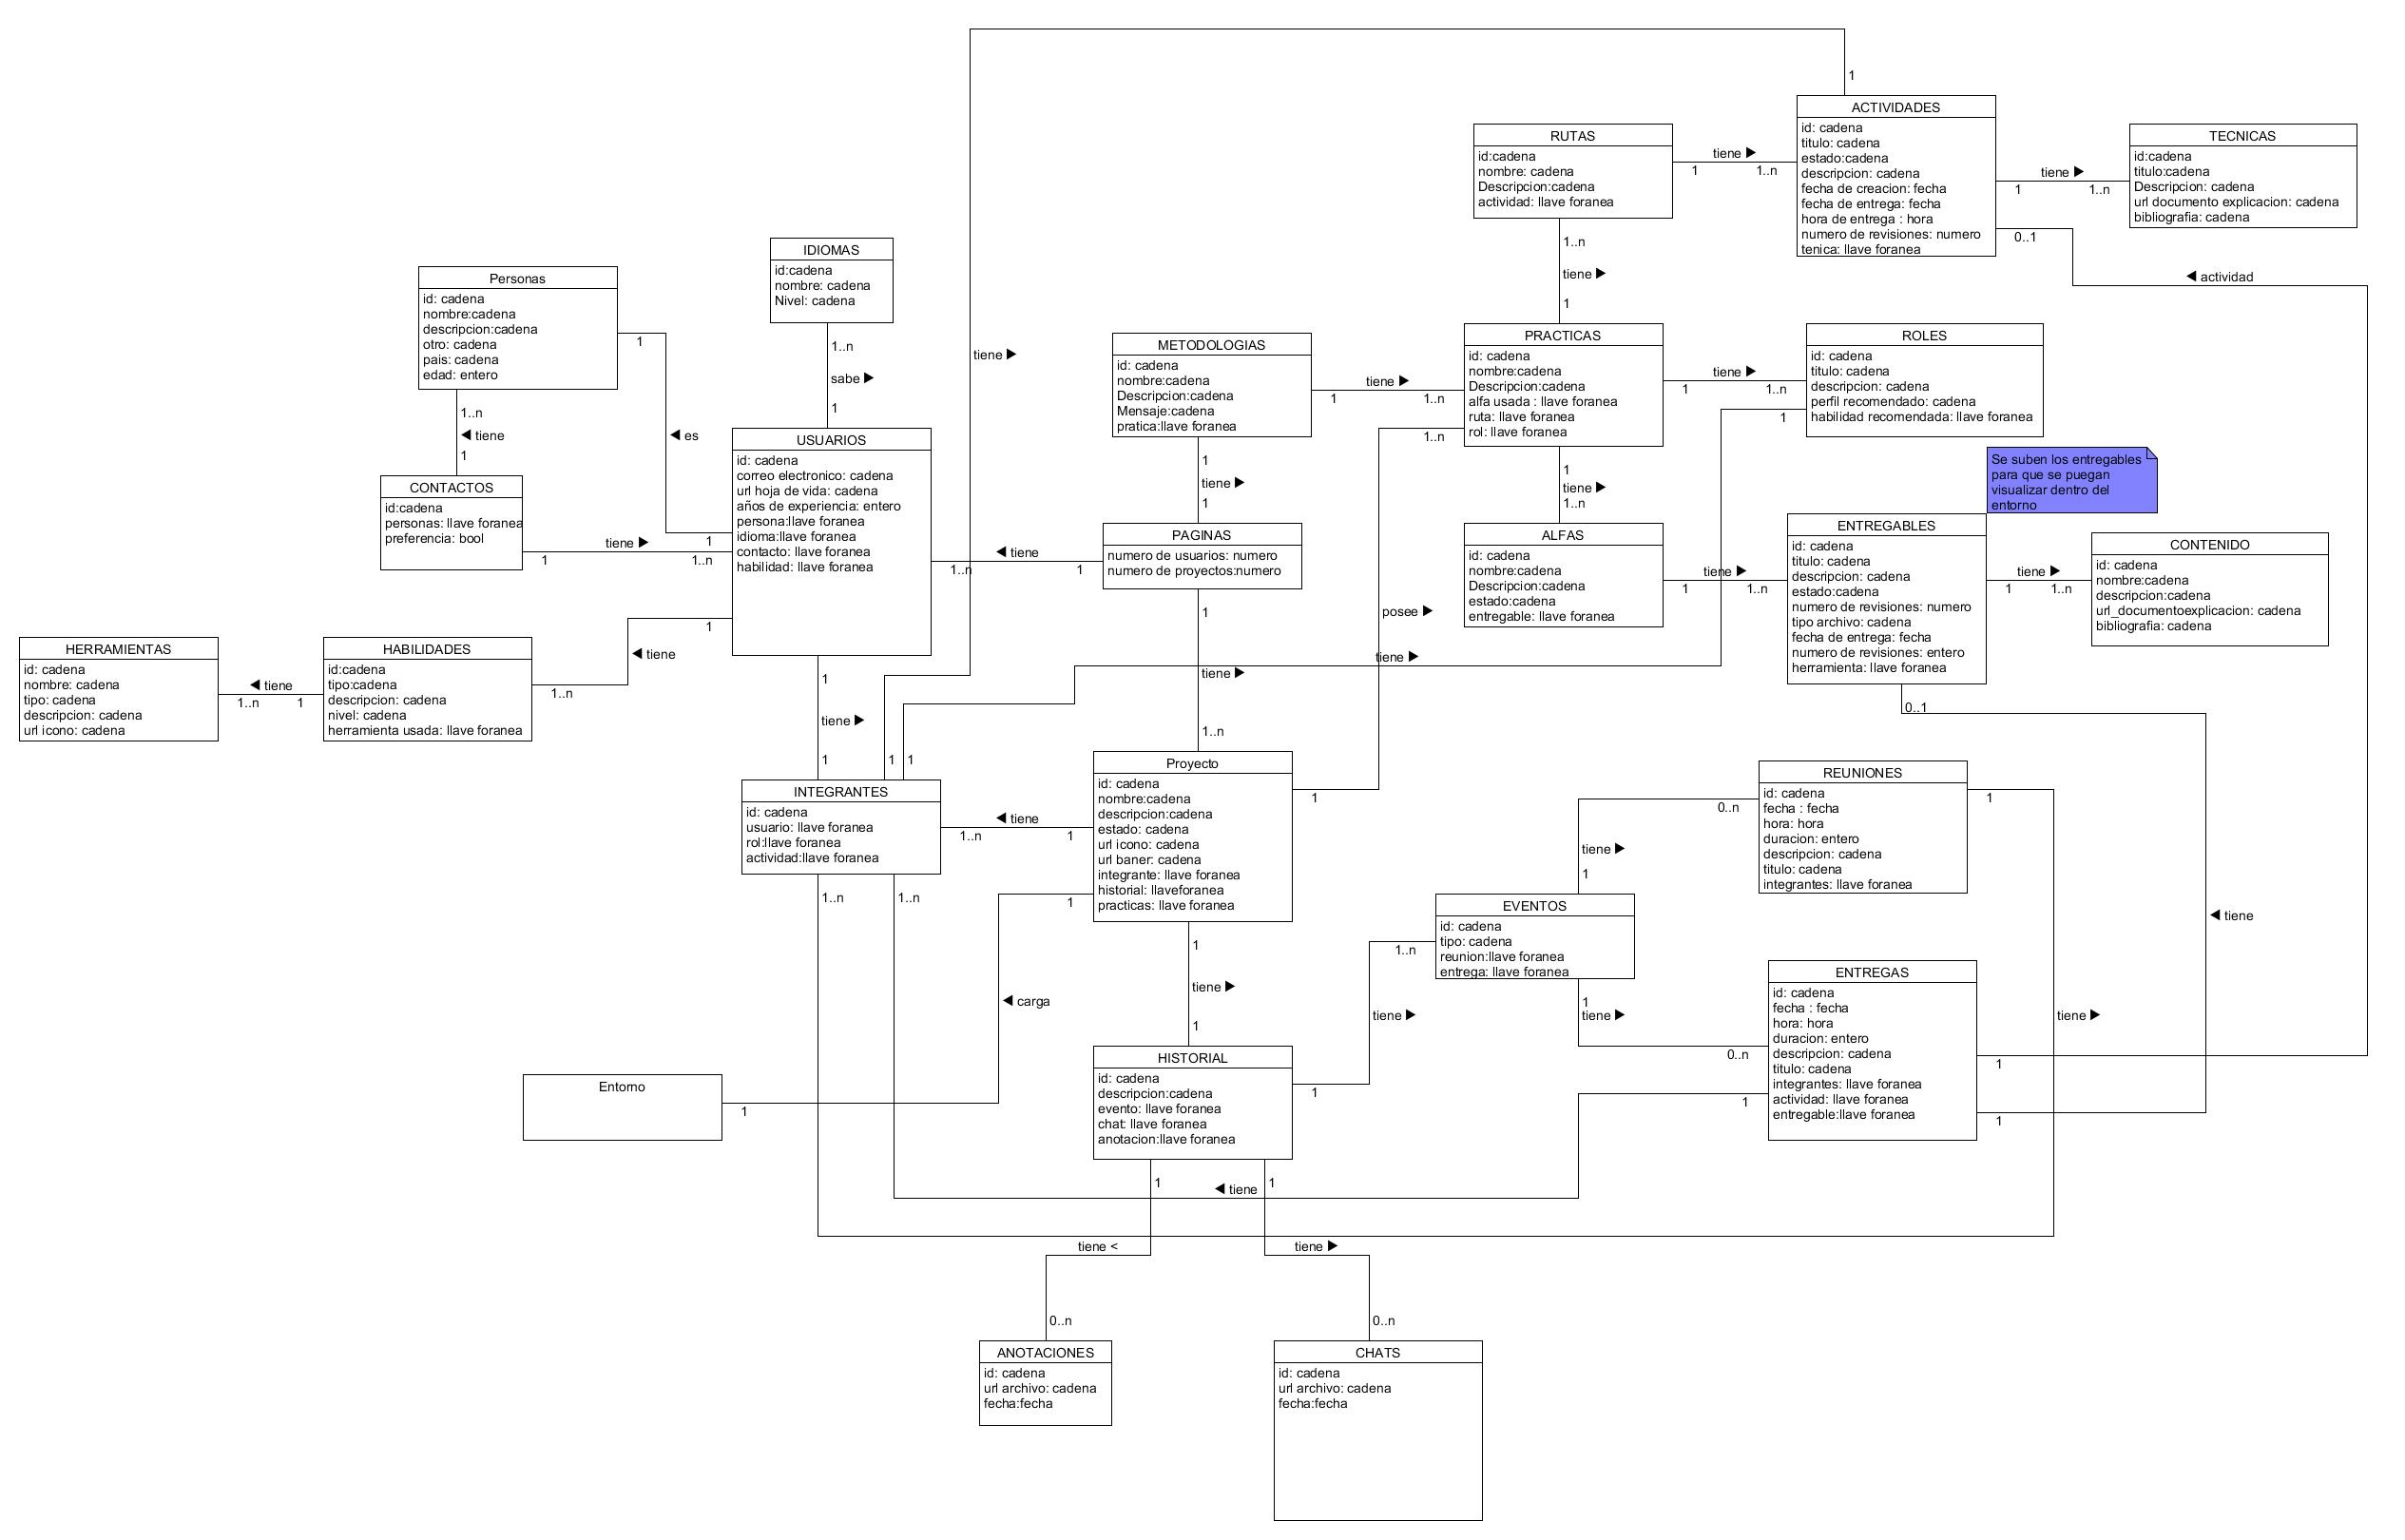 1
ACTIVIDADES
id: cadena
titulo: cadena
estado:cadena
descripcion: cadena
fecha de creacion: fecha
fecha de entrega: fecha
hora de entrega : hora
numero de revisiones: numero
tenica: llave foranea
RUTAS
id:cadena
nombre: cadena
Descripcion:cadena
actividad: llave foranea
tiene ▶
1
1..n
TECNICAS
id:cadena
titulo:cadena
Descripcion: cadena
url documento explicacion: cadena
bibliografia: cadena
tiene ▶
1
1..n
0..1
◀ actividad
1..n
tiene ▶
1
IDIOMAS
id:cadena
nombre: cadena
Nivel: cadena
1..n
sabe ▶
1
Personas
id: cadena
nombre:cadena
descripcion:cadena
otro: cadena
pais: cadena
edad: entero
1
◀ es
1
1..n
◀ tiene
1
tiene ▶
METODOLOGIAS
id: cadena
nombre:cadena
Descripcion:cadena
Mensaje:cadena
pratica:llave foranea
tiene ▶
1
1..n
PRACTICAS
id: cadena
nombre:cadena
Descripcion:cadena
alfa usada : llave foranea
ruta: llave foranea
rol: llave foranea
1..n
tiene ▶
1
1..n
ROLES
id: cadena
titulo: cadena
descripcion: cadena
perfil recomendado: cadena
habilidad recomendada: llave foranea
1
USUARIOS
id: cadena
correo electronico: cadena
url hoja de vida: cadena
años de experiencia: entero
persona:llave foranea
idioma:llave foranea
contacto: llave foranea
habilidad: llave foranea
CONTACTOS
id:cadena
personas: llave foranea
preferencia: bool
tiene ▶
1
1..n
1
tiene ▶
1
1
tiene ▶
1..n
Se suben los entregables
para que se puegan
visualizar dentro del
entorno
PAGINAS
numero de usuarios: numero
numero de proyectos:numero
◀ tiene
1..n
1
ALFAS
id: cadena
nombre:cadena
Descripcion:cadena
estado:cadena
entregable: llave foranea
tiene ▶
1
1..n
ENTREGABLES
id: cadena
titulo: cadena
descripcion: cadena
estado:cadena
numero de revisiones: numero
tipo archivo: cadena
fecha de entrega: fecha
numero de revisiones: entero
herramienta: llave foranea
tiene ▶
1
1..n
CONTENIDO
id: cadena
nombre:cadena
descripcion:cadena
url_documentoexplicacion: cadena
bibliografia: cadena
1
◀ tiene
1..n
HERRAMIENTAS
id: cadena
nombre: cadena
tipo: cadena
descripcion: cadena
url icono: cadena
◀ tiene
1..n
1
HABILIDADES
id:cadena
tipo:cadena
descripcion: cadena
nivel: cadena
herramienta usada: llave foranea
1
tiene ▶
1
1
1
1
tiene ▶
1..n
posee ▶
tiene ▶
0..1
Proyecto
id: cadena
nombre:cadena
descripcion:cadena
estado: cadena
url icono: cadena
url baner: cadena
integrante: llave foranea
historial: llaveforanea
practicas: llave foranea
1
INTEGRANTES
id: cadena
usuario: llave foranea
rol:llave foranea
actividad:llave foranea
◀ tiene
1..n
1
1..n
1..n
1
◀ carga
REUNIONES
id: cadena
fecha : fecha
hora: hora
duracion: entero
descripcion: cadena
titulo: cadena
integrantes: llave foranea
0..n
1
tiene ▶
1
EVENTOS
id: cadena
tipo: cadena
reunion:llave foranea
entrega: llave foranea
1..n
tiene ▶
1
tiene ▶
0..n
◀ tiene
tiene ▶
ENTREGAS
id: cadena
fecha : fecha
hora: hora
duracion: entero
descripcion: cadena
titulo: cadena
integrantes: llave foranea
actividad: llave foranea
entregable:llave foranea
1
1
1
1
tiene ▶
1
HISTORIAL
id: cadena
descripcion:cadena
evento: llave foranea
chat: llave foranea
anotacion:llave foranea
1
Entorno
1
1
◀ tiene
1
tiene <
tiene ▶
0..n
0..n
ANOTACIONES
id: cadena
url archivo: cadena
fecha:fecha
CHATS
id: cadena
url archivo: cadena
fecha:fecha